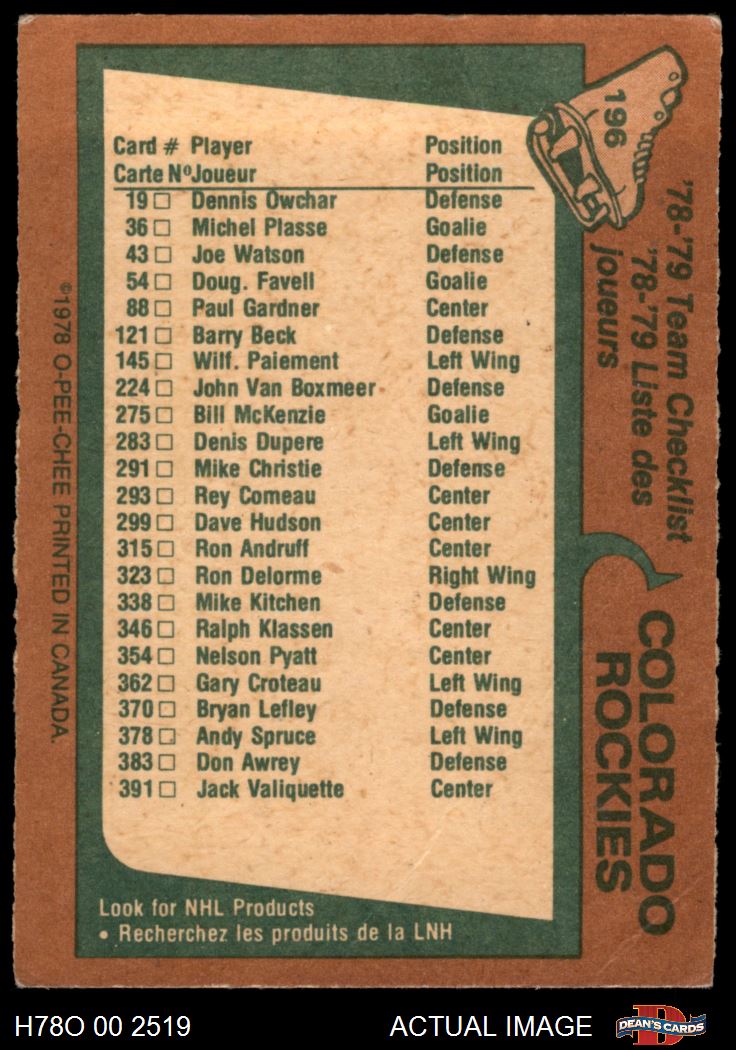 196
'78-'79 Team Checklist
'78-'79 Liste des
joueurs
COLORADO
ROCKIES
Card # Player Position
Carte Nº Joueur Position
19 □ Dennis Owchar Defense
36 □ Michel Plasse Goalie
43 □ Joe Watson Defense
54 □ Doug. Favell Goalie
88 □ Paul Gardner Center
121 □ Barry Beck Defense
145 □ Wilf. Paiement Left Wing
224 □ John Van Boxmeer Defense
275 □ Bill McKenzie Goalie
283 □ Denis Dupere Left Wing
291 □ Mike Christie Defense
293 □ Rey Comeau Center
299 □ Dave Hudson Center
315 □ Ron Andruff Center
323 □ Ron Delorme Right Wing
338 □ Mike Kitchen Defense
346 □ Ralph Klassen Center
354 □ Nelson Pyatt Center
362 □ Gary Croteau Left Wing
370 □ Bryan Lefley Defense
378 □ Andy Spruce Left Wing
383 □ Don Awrey Defense
391 □ Jack Valiquette Center
Look for NHL Products
• Recherchez les produits de la LNH
©1978 O-PEE-CHEE PRINTED IN CANADA.
H78O 00 2519 ACTUAL IMAGE
D
DEAN'S CARDS